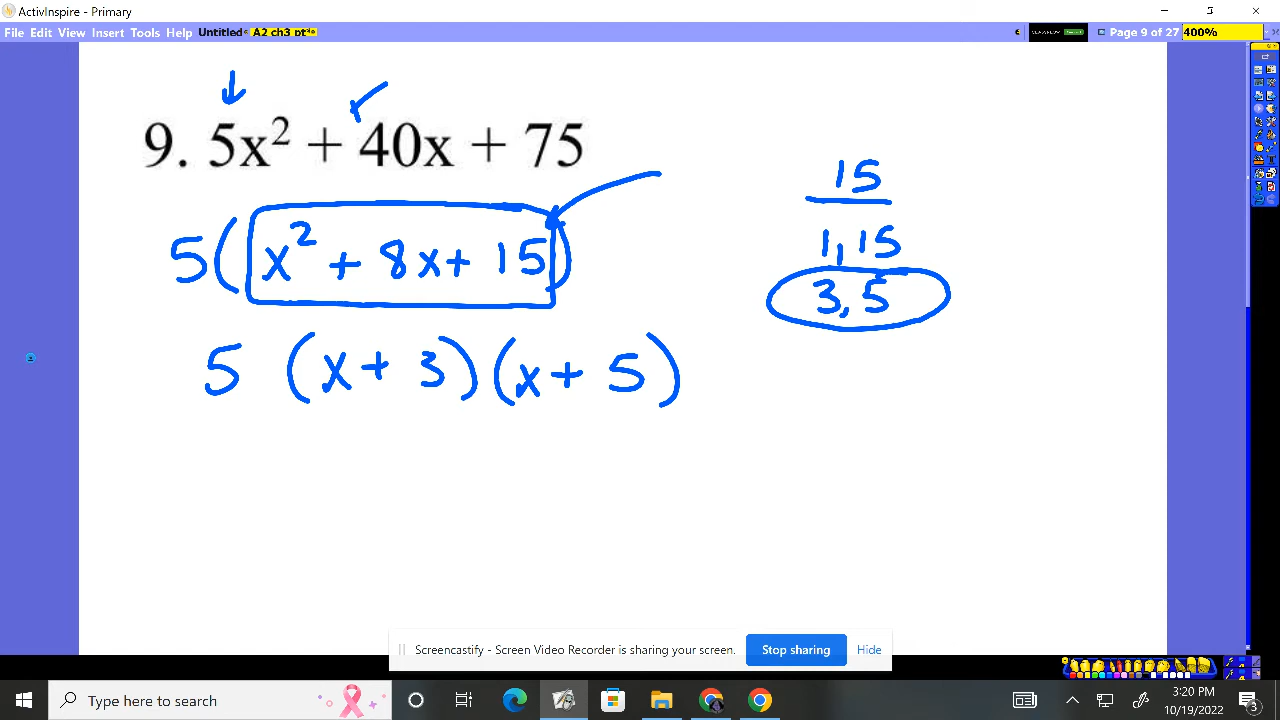 ActivInspire - Primary
File Edit View Insert Tools Help Untitled A2 ch3 pt Page 9 of 27 400%
9. 5x² + 40x + 75
5(x² + 8x + 15)
5 (x + 3)(x + 5)
15
1, 15
3, 5
Screencastify - Screen Video Recorder is sharing your screen. Stop sharing Hide
Type here to search
3:20 PM
10/19/2022
3